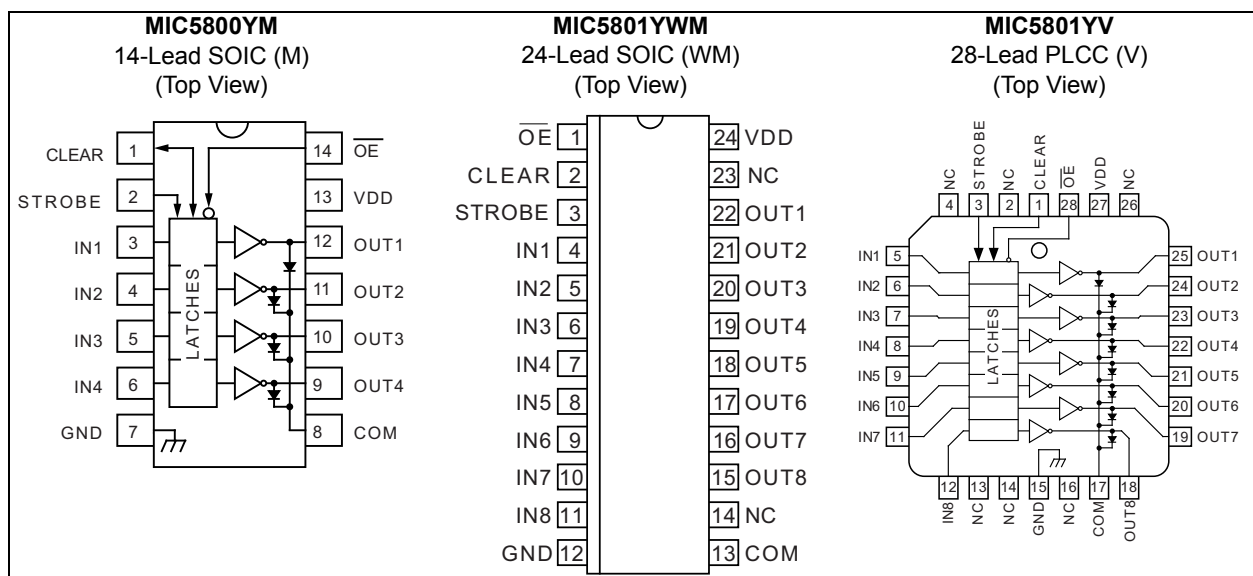 MIC5800YM
14-Lead SOIC (M)
(Top View)
CLEAR 1
14 OE
STROBE 2
13 VDD
IN1 3
12 OUT1
IN2 4
11 OUT2
IN3 5
10 OUT3
IN4 6
9 OUT4
GND 7
8 COM
LATCHES
MIC5801YWM
24-Lead SOIC (WM)
(Top View)
OE 1
24 VDD
CLEAR 2
23 NC
STROBE 3
22 OUT1
IN1 4
21 OUT2
IN2 5
20 OUT3
IN3 6
19 OUT4
IN4 7
18 OUT5
IN5 8
17 OUT6
IN6 9
16 OUT7
IN7 10
15 OUT8
IN8 11
14 NC
GND 12
13 COM
MIC5801YV
28-Lead PLCC (V)
(Top View)
NC 4
STROBE 3
NC 2
CLEAR 1
OE 28
VDD 27
NC 26
IN1 5
25 OUT1
IN2 6
24 OUT2
IN3 7
23 OUT3
IN4 8
22 OUT4
IN5 9
21 OUT5
IN6 10
20 OUT6
IN7 11
19 OUT7
LATCHES
12 IN8
13 NC
14 NC
15 GND
16 NC
17 COM
18 OUT8